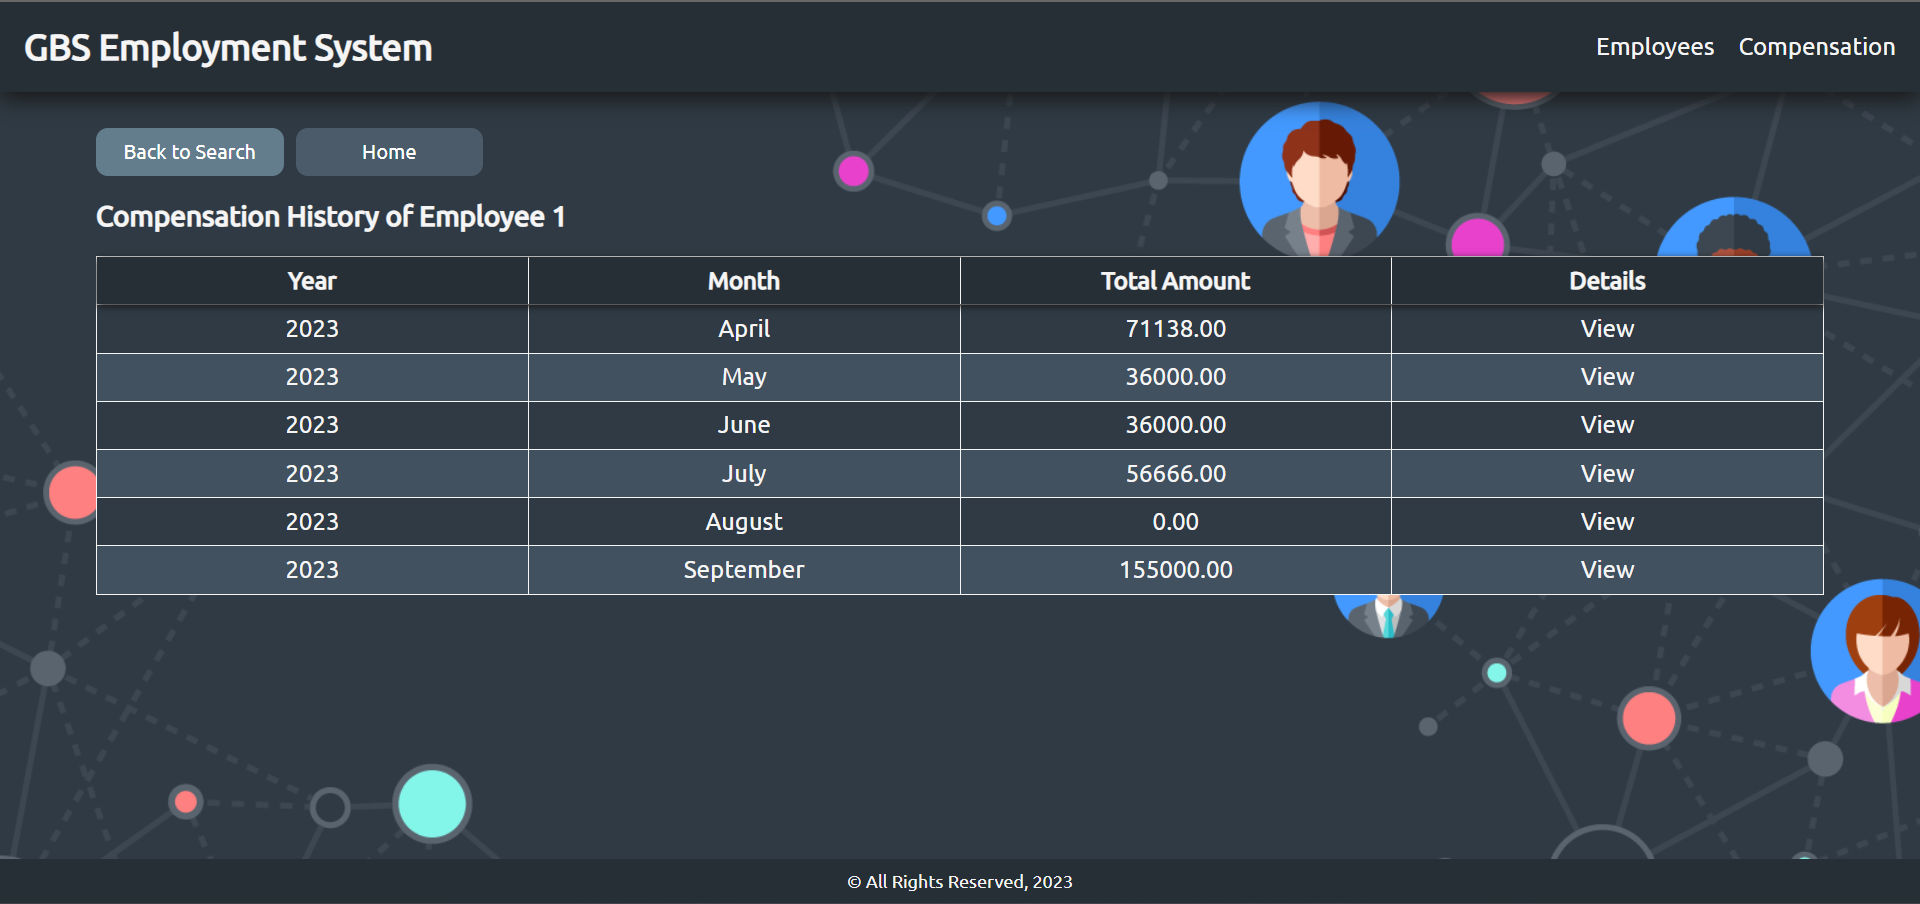 GBS Employment System
Employees Compensation
Back to Search Home
Compensation History of Employee 1
Year Month Total Amount Details
2023 April 71138.00 View
2023 May 36000.00 View
2023 June 36000.00 View
2023 July 56666.00 View
2023 August 0.00 View
2023 September 155000.00 View
© All Rights Reserved, 2023